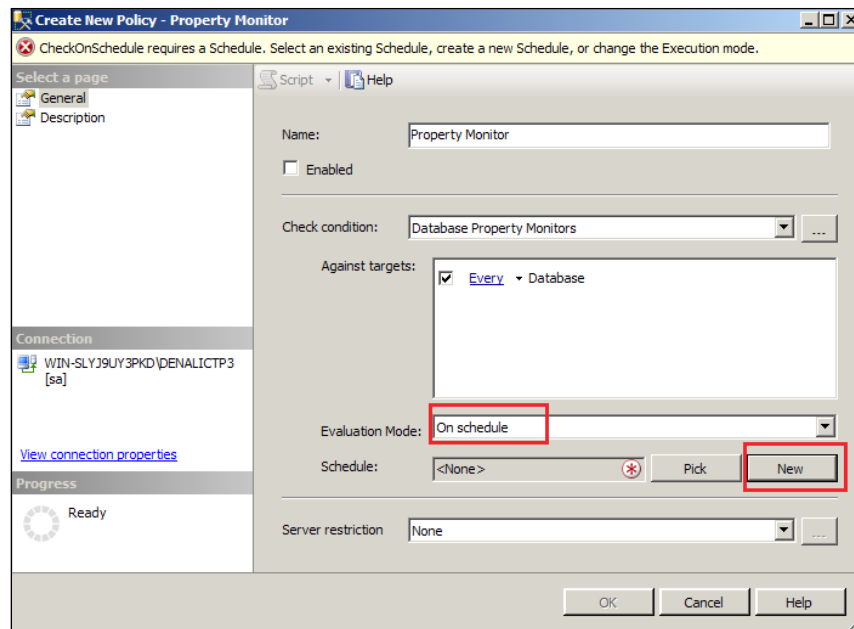 Create New Policy - Property Monitor
CheckOnSchedule requires a Schedule. Select an existing Schedule, create a new Schedule, or change the Execution mode.
Select a page
General
Description
Script
Help
Name:
Property Monitor
Enabled
Check condition:
Database Property Monitors
...
Against targets:
Every Database
Evaluation Mode:
On schedule
Schedule:
<None>
Pick
New
Server restriction
None
...
Connection
WIN-SLYJ9UY3PKD\DENALICTP3
[sa]
View connection properties
Progress
Ready
OK
Cancel
Help